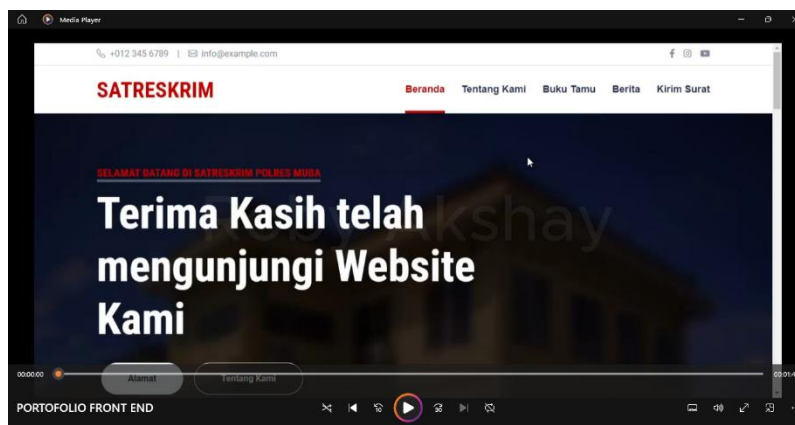 Media Player
+012 345 6789 | info@example.com
SATRESKRIM
Beranda Tentang Kami Buku Tamu Berita Kirim Surat
SELAMAT DATANG DI SATRESKRIM POLRES MUBA
Terima Kasih telah
mengunjungi Website
Kami
Akshay
Alamat Tentang Kami
00:00:00
PORTOFOLIO FRONT END